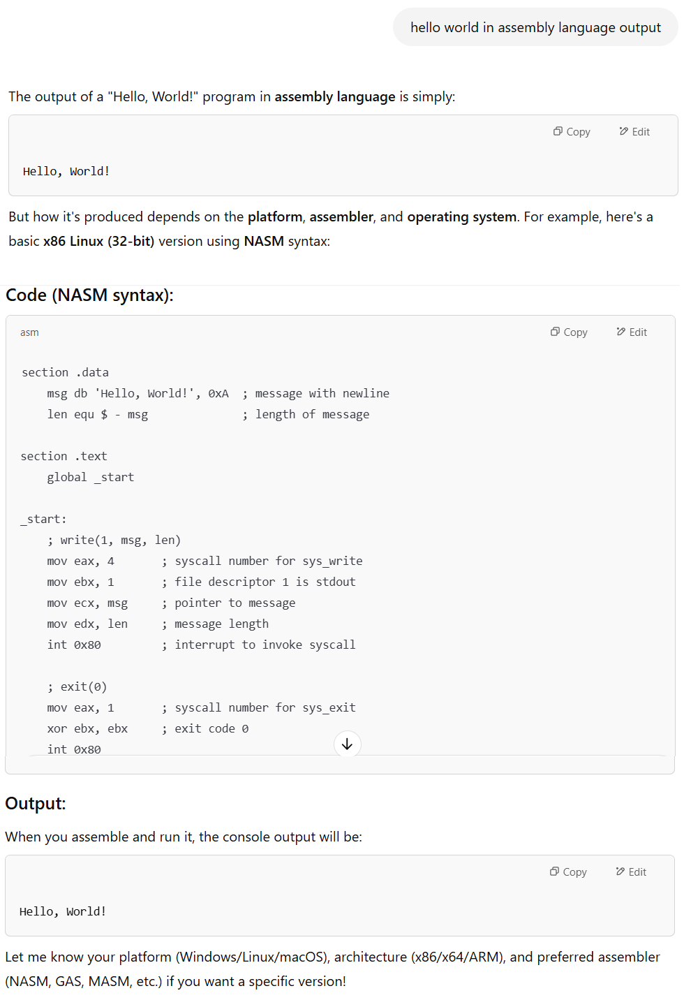 hello world in assembly language output
The output of a "Hello, World!" program in assembly language is simply:
Copy Edit
Hello, World!
But how it's produced depends on the platform, assembler, and operating system. For example, here's a
basic x86 Linux (32-bit) version using NASM syntax:
Code (NASM syntax):
asm Copy Edit
section .data
    msg db 'Hello, World!', 0xA  ; message with newline
    len equ $ - msg              ; length of message
section .text
    global _start
_start:
    ; write(1, msg, len)
    mov eax, 4       ; syscall number for sys_write
    mov ebx, 1       ; file descriptor 1 is stdout
    mov ecx, msg     ; pointer to message
    mov edx, len     ; message length
    int 0x80         ; interrupt to invoke syscall
    ; exit(0)
    mov eax, 1       ; syscall number for sys_exit
    xor ebx, ebx     ; exit code 0
    int 0x80
Output:
When you assemble and run it, the console output will be:
Copy Edit
Hello, World!
Let me know your platform (Windows/Linux/macOS), architecture (x86/x64/ARM), and preferred assembler
(NASM, GAS, MASM, etc.) if you want a specific version!